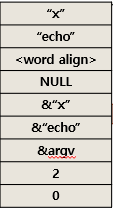 “x”
“echo”
<word align>
NULL
&“x”
&“echo”
&argv
2
0